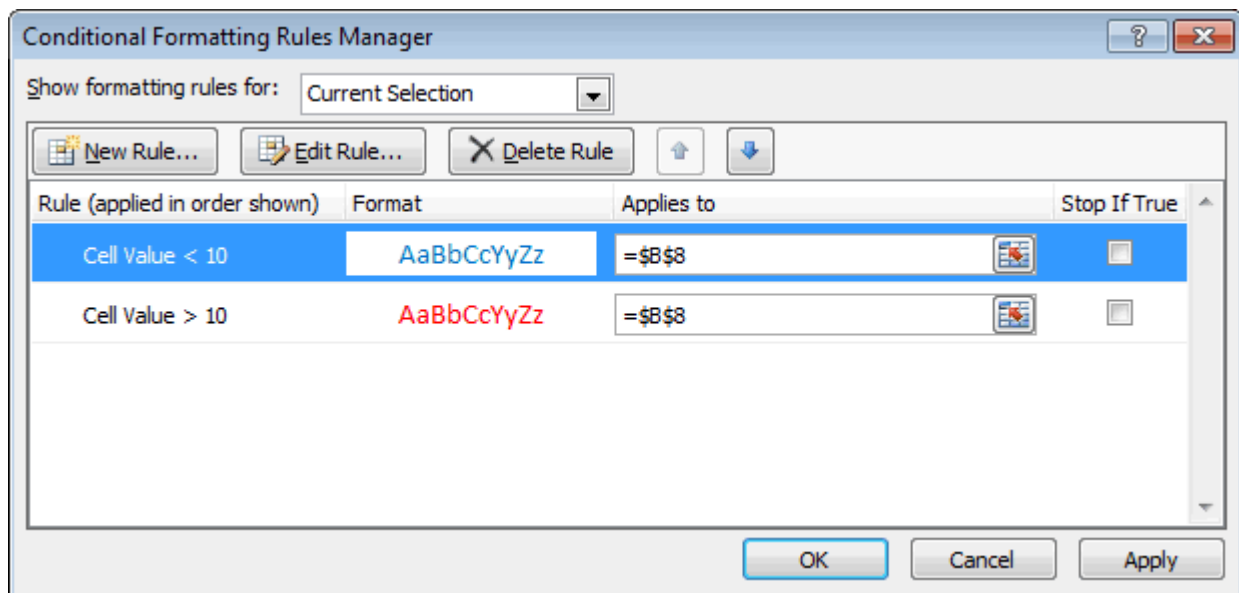 Conditional Formatting Rules Manager
Show formatting rules for: Current Selection
New Rule... Edit Rule... Delete Rule
Rule (applied in order shown) Format Applies to Stop If True
Cell Value < 10 AaBbCcYyZz =$B$8
Cell Value > 10 AaBbCcYyZz =$B$8
OK Cancel Apply